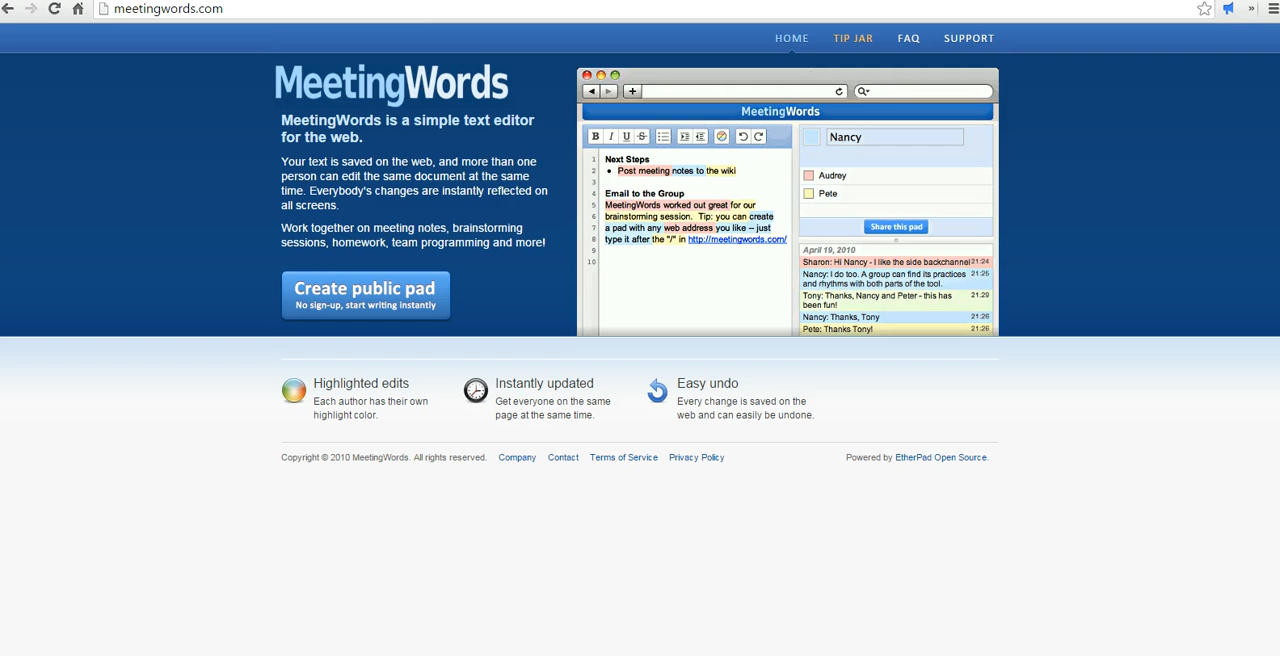 meetingwords.com
HOME TIP JAR FAQ SUPPORT
MeetingWords
MeetingWords is a simple text editor
for the web.
Your text is saved on the web, and more than one
person can edit the same document at the same
time. Everybody's changes are instantly reflected on
all screens.
Work together on meeting notes, brainstorming
sessions, homework, team programming and more!
Create public pad
No sign-up, start writing instantly
MeetingWords
B I U S
1 Next Steps
2 • Post meeting notes to the wiki
3
4 Email to the Group
5 MeetingWords worked out great for our
6 brainstorming session. Tip: you can create
7 a pad with any web address you like -- just
8 type it after the "/" in http://meetingwords.com/
9
10
Nancy
Audrey
Pete
Share this pad
April 19, 2010
Sharon: Hi Nancy - I like the side backchannel 21:24
Nancy: I do too. A group can find its practices 21:25
and rhythms with both parts of the tool.
Tony: Thanks, Nancy and Peter - this has 21:29
been fun!
Nancy: Thanks, Tony 21:26
Pete: Thanks Tony! 21:26
Highlighted edits
Each author has their own
highlight color.
Instantly updated
Get everyone on the same
page at the same time.
Easy undo
Every change is saved on the
web and can easily be undone.
Copyright © 2010 MeetingWords. All rights reserved. Company Contact Terms of Service Privacy Policy Powered by EtherPad Open Source.